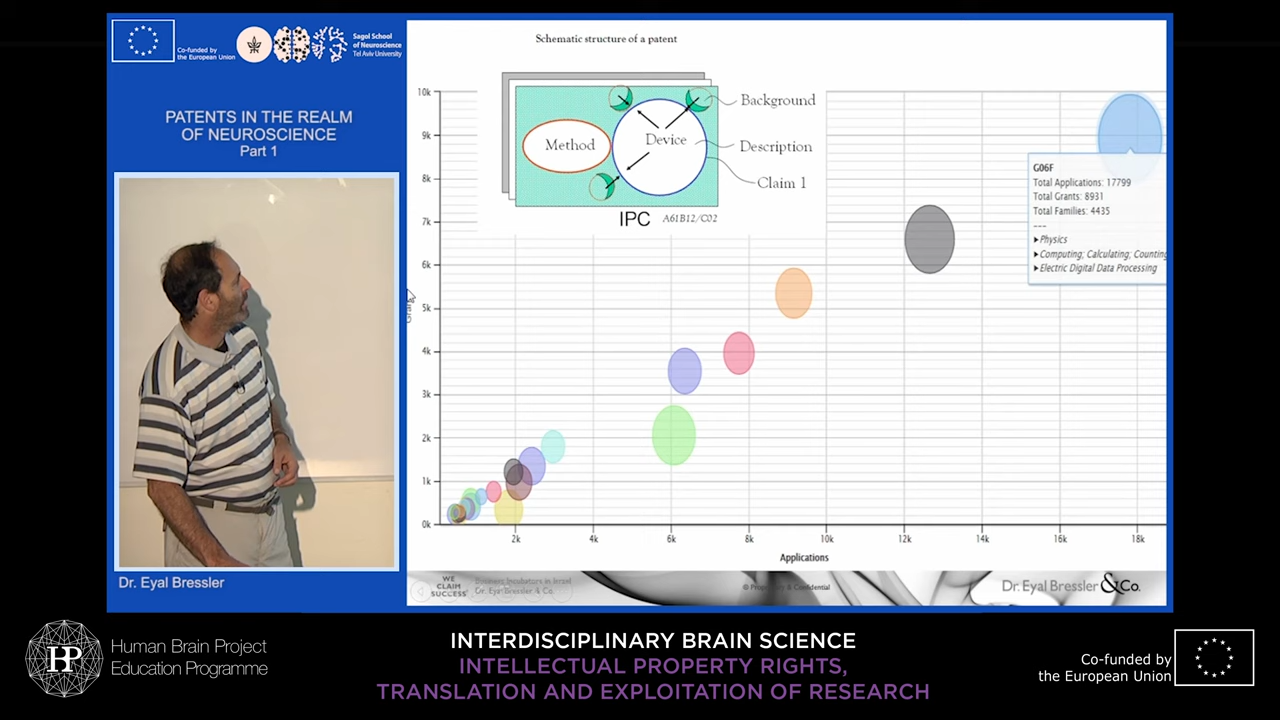 Co-funded by
the European Union
Sagol School
of Neuroscience
Tel Aviv University
PATENTS IN THE REALM
OF NEUROSCIENCE
Part 1
Dr. Eyal Bressler
Schematic structure of a patent
Method
Device
Background
Description
Claim 1
IPC
A61B12/C02
10k
9k
8k
7k
6k
5k
4k
3k
2k
1k
0k
2k
4k
6k
8k
10k
12k
14k
16k
18k
Applications
G06F
Total Applications: 17799
Total Grants: 8931
Total Families: 4435
---
Physics
Computing; Calculating; Counting
Electric Digital Data Processing
WE
CLAIM
SUCCESS
Business Incubators in Israel
Dr. Eyal Bressler & Co.
© Proprietary & Confidential
Dr. Eyal Bressler & Co.
HBP
Human Brain Project
Education Programme
INTERDISCIPLINARY BRAIN SCIENCE
INTELLECTUAL PROPERTY RIGHTS,
TRANSLATION AND EXPLOITATION OF RESEARCH
Co-funded by
the European Union